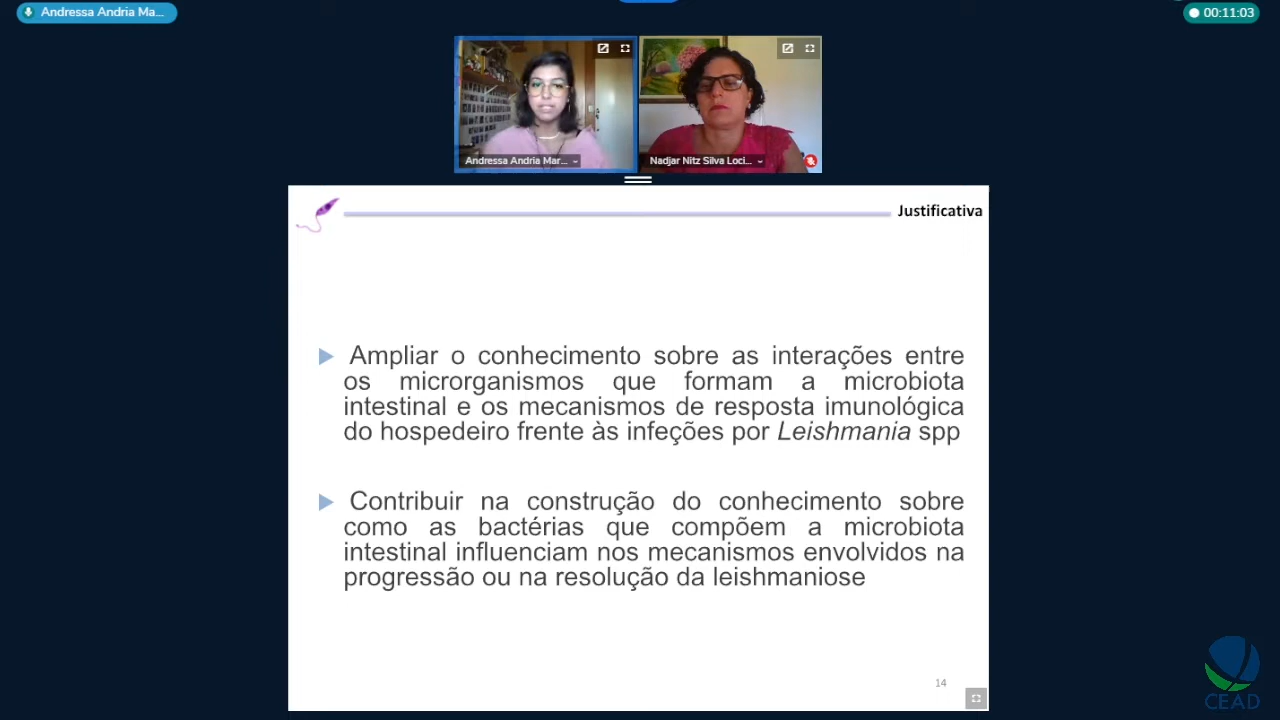 Andressa Andria Ma...
00:11:03
Andressa Andria Mar...
Nadjar Nitz Silva Loci...
Justificativa
Ampliar o conhecimento sobre as interações entre
os microrganismos que formam a microbiota
intestinal e os mecanismos de resposta imunológica
do hospedeiro frente às infeções por Leishmania spp
Contribuir na construção do conhecimento sobre
como as bactérias que compõem a microbiota
intestinal influenciam nos mecanismos envolvidos na
progressão ou na resolução da leishmaniose
14
CEAD